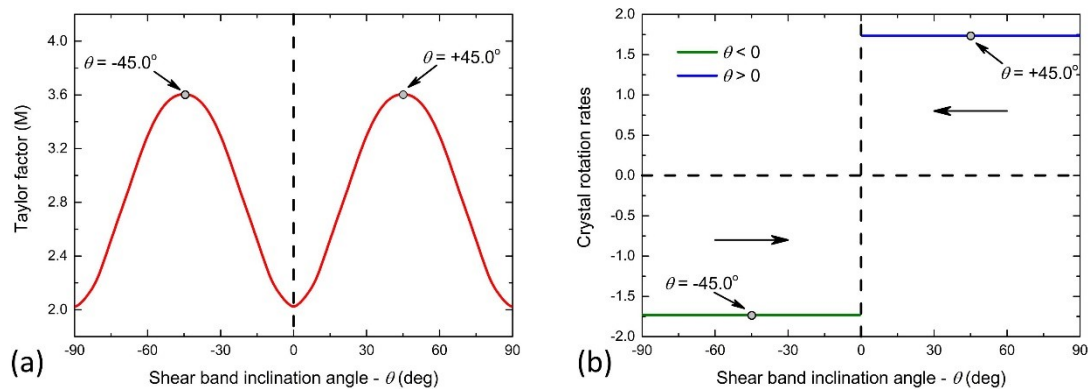 4.0
3.6
3.2
2.8
2.4
2.0
Taylor factor (M)
θ = -45.0°
θ = +45.0°
-90
-60
-30
0
30
60
90
Shear band inclination angle - θ (deg)
(a)
2.0
1.5
1.0
0.5
0.0
-0.5
-1.0
-1.5
-2.0
Crystal rotation rates
θ < 0
θ > 0
θ = +45.0°
θ = -45.0°
-90
-60
-30
0
30
60
90
Shear band inclination angle - θ (deg)
(b)